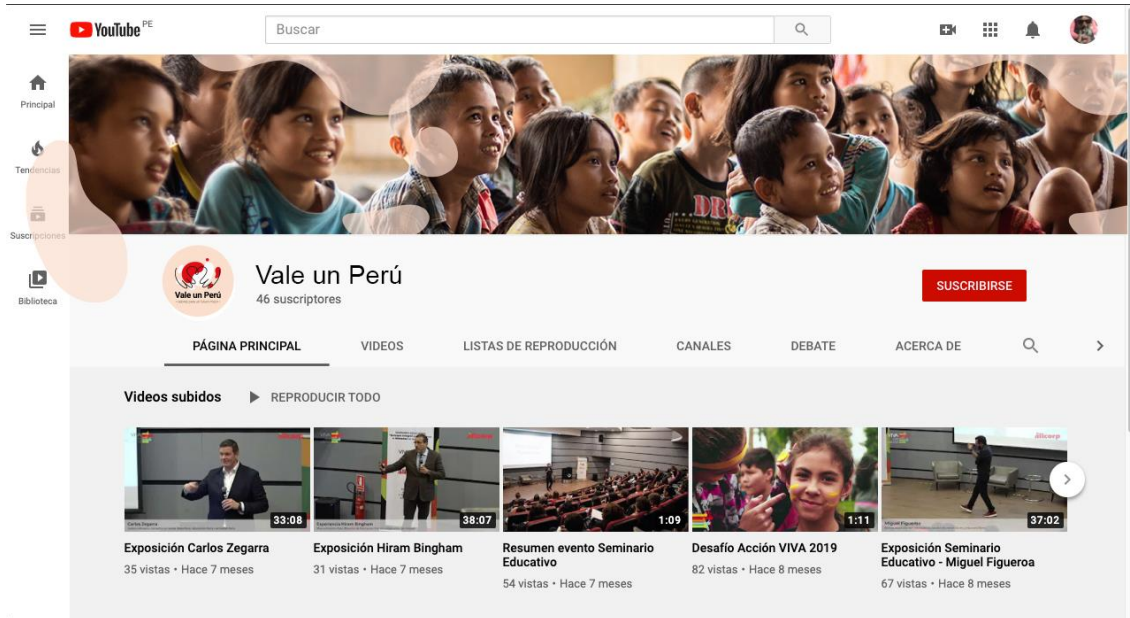 YouTube PE
Buscar
Principal
Tendencias
Suscripciones
Biblioteca
DR
Vale un Perú
Vale un Perú
46 suscriptores
SUSCRIBIRSE
PÁGINA PRINCIPAL
VIDEOS
LISTAS DE REPRODUCCIÓN
CANALES
DEBATE
ACERCA DE
Videos subidos
REPRODUCIR TODO
33:08
38:07
1:09
1:11
37:02
Exposición Carlos Zegarra
35 vistas • Hace 7 meses
Exposición Hiram Bingham
31 vistas • Hace 7 meses
Resumen evento Seminario
Educativo
54 vistas • Hace 7 meses
Desafío Acción VIVA 2019
82 vistas • Hace 8 meses
Exposición Seminario
Educativo - Miguel Figueroa
67 vistas • Hace 8 meses